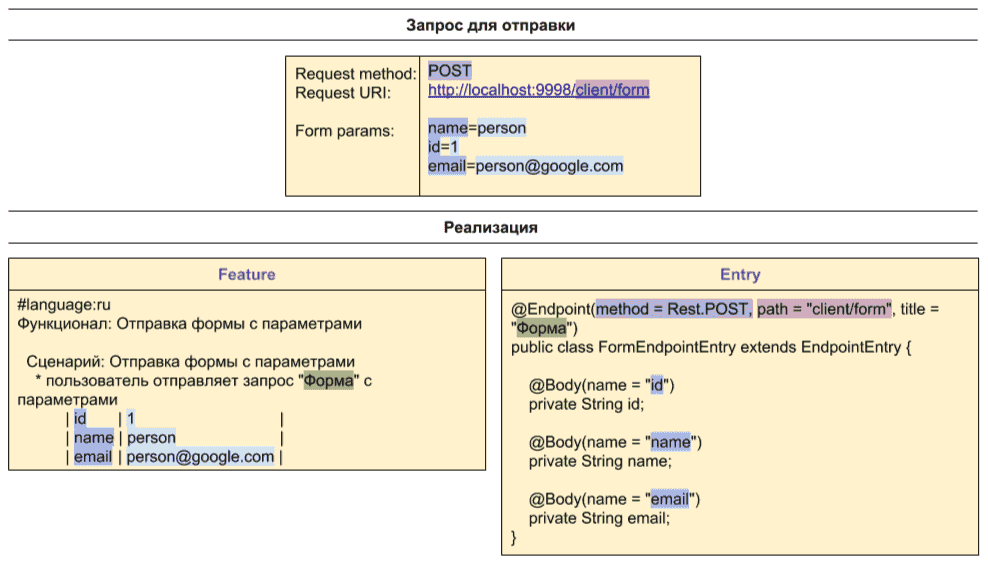 Запрос для отправки
Request method: POST
Request URI: http://localhost:9998/client/form
Form params: name=person
id=1
email=person@google.com
Реализация
Feature
#language:ru
Функционал: Отправка формы с параметрами
Сценарий: Отправка формы с параметрами
* пользователь отправляет запрос "Форма" с
параметрами
| id | 1 |
| name | person |
| email | person@google.com |
Entry
@Endpoint(method = Rest.POST, path = "client/form", title =
"Форма")
public class FormEndpointEntry extends EndpointEntry {
@Body(name = "id")
private String id;
@Body(name = "name")
private String name;
@Body(name = "email")
private String email;
}